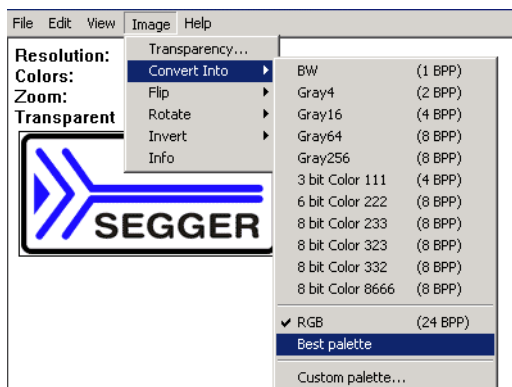 File Edit View Image Help
Resolution:
Colors:
Zoom:
Transparent
SEGGER
Transparency...
Convert Into
Flip
Rotate
Invert
Info
BW (1 BPP)
Gray4 (2 BPP)
Gray16 (4 BPP)
Gray64 (8 BPP)
Gray256 (8 BPP)
3 bit Color 111 (4 BPP)
6 bit Color 222 (8 BPP)
8 bit Color 233 (8 BPP)
8 bit Color 323 (8 BPP)
8 bit Color 332 (8 BPP)
8 bit Color 8666 (8 BPP)
RGB (24 BPP)
Best palette
Custom palette...